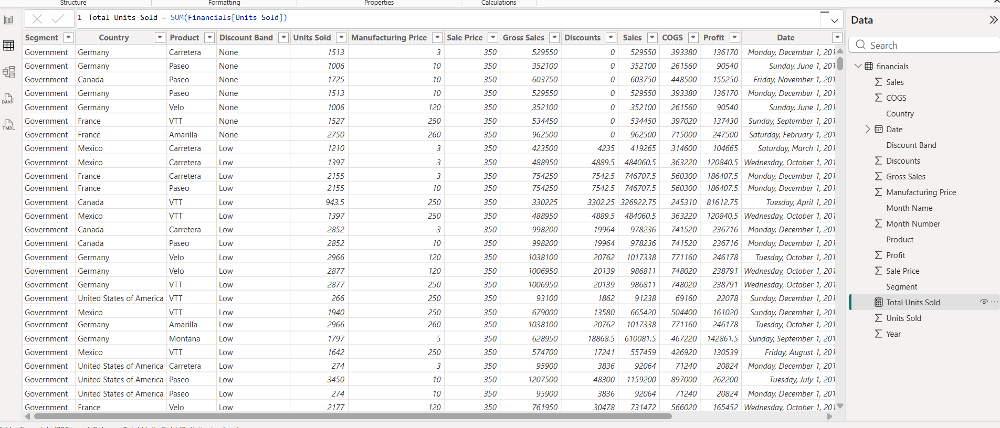 Structure Formatting Properties Calculations
1 Total Units Sold = SUM(Financials[Units Sold])
Segment Country Product Discount Band Units Sold Manufacturing Price Sale Price Gross Sales Discounts Sales COGS Profit Date
Government Germany Carretera None 1513 3 350 529550 0 529550 393380 136170 Monday, December 1, 201
Government Germany Paseo None 1006 10 350 352100 0 352100 261560 90540 Sunday, June 1, 201
Government Canada Paseo None 1725 10 350 603750 0 603750 448500 155250 Friday, November 1, 201
Government Germany Paseo None 1513 10 350 529550 0 529550 393380 136170 Monday, December 1, 201
Government Germany Velo None 1006 120 350 352100 0 352100 261560 90540 Sunday, June 1, 201
Government France VTT None 1527 250 350 534450 0 534450 397020 137430 Sunday, September 1, 201
Government France Amarilla None 2750 260 350 962500 0 962500 715000 247500 Saturday, February 1, 201
Government Mexico Carretera Low 1210 3 350 423500 4235 419265 314600 104665 Saturday, March 1, 201
Government Mexico Carretera Low 1397 3 350 488950 4889.5 484060.5 363220 120840.5 Wednesday, October 1, 201
Government France Carretera Low 2155 3 350 754250 7542.5 746707.5 560300 186407.5 Monday, December 1, 201
Government France Paseo Low 2155 10 350 754250 7542.5 746707.5 560300 186407.5 Monday, December 1, 201
Government Canada VTT Low 943.5 250 350 330225 3302.25 326922.75 245310 81612.75 Tuesday, April 1, 201
Government Mexico VTT Low 1397 250 350 488950 4889.5 484060.5 363220 120840.5 Wednesday, October 1, 201
Government Canada Carretera Low 2852 3 350 998200 19964 978236 741520 236716 Monday, December 1, 201
Government Canada Paseo Low 2852 10 350 998200 19964 978236 741520 236716 Monday, December 1, 201
Government Germany Velo Low 2966 120 350 1038100 20762 1017338 771160 246178 Tuesday, October 1, 201
Government Germany Velo Low 2877 120 350 1006950 20139 986811 748020 238791 Wednesday, October 1, 201
Government Germany VTT Low 2877 250 350 1006950 20139 986811 748020 238791 Wednesday, October 1, 201
Government United States of America VTT Low 266 250 350 93100 1862 91238 69160 22078 Sunday, December 1, 201
Government Mexico VTT Low 1940 250 350 679000 13580 665420 504400 161020 Sunday, December 1, 201
Government Germany Amarilla Low 2966 260 350 1038100 20762 1017338 771160 246178 Tuesday, October 1, 201
Government Germany Montana Low 1797 5 350 628950 18868.5 610081.5 467220 142861.5 Sunday, September 1, 201
Government Mexico VTT Low 1642 250 350 574700 17241 557459 426920 130539 Friday, August 1, 201
Government United States of America Carretera Low 274 3 350 95900 3836 92064 71240 20824 Monday, December 1, 201
Government United States of America Paseo Low 3450 10 350 1207500 48300 1159200 897000 262200 Tuesday, July 1, 201
Government United States of America Paseo Low 274 10 350 95900 3836 92064 71240 20824 Monday, December 1, 201
Government France Velo Low 2177 120 350 761950 30478 731472 566020 165452 Wednesday, October 1, 201
DAX
TMDL
Data
Search
financials
Sales
COGS
Country
Date
Discount Band
Discounts
Gross Sales
Manufacturing Price
Month Name
Month Number
Product
Profit
Sale Price
Segment
Total Units Sold
Units Sold
Year